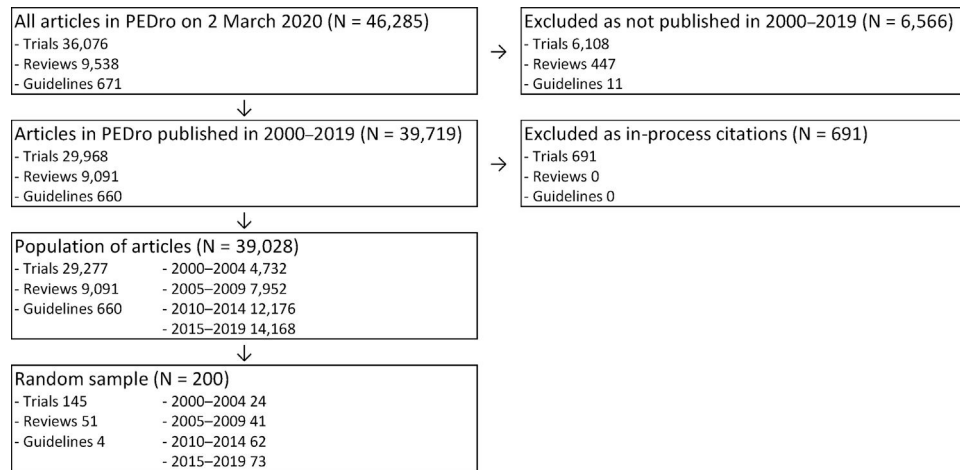 All articles in PEDro on 2 March 2020 (N = 46,285)
- Trials 36,076
- Reviews 9,538
- Guidelines 671
Excluded as not published in 2000–2019 (N = 6,566)
- Trials 6,108
- Reviews 447
- Guidelines 11
Articles in PEDro published in 2000–2019 (N = 39,719)
- Trials 29,968
- Reviews 9,091
- Guidelines 660
Excluded as in-process citations (N = 691)
- Trials 691
- Reviews 0
- Guidelines 0
Population of articles (N = 39,028)
- Trials 29,277 - 2000–2004 4,732
- Reviews 9,091 - 2005–2009 7,952
- Guidelines 660 - 2010–2014 12,176
- 2015–2019 14,168
Random sample (N = 200)
- Trials 145 - 2000–2004 24
- Reviews 51 - 2005–2009 41
- Guidelines 4 - 2010–2014 62
- 2015–2019 73